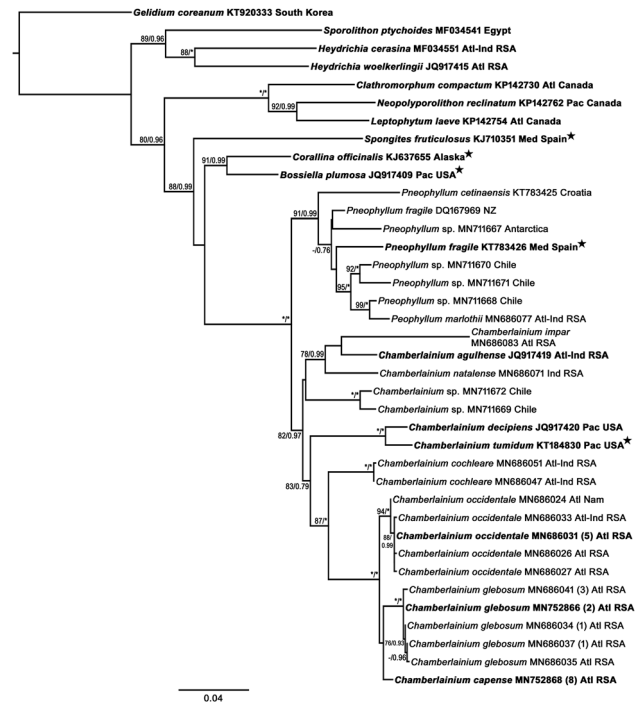 Gelidium coreanum KT920333 South Korea
Sporolithon ptychoides MF034541 Egypt
89/0.96
Heydrichia cerasina MF034551 Atl-Ind RSA
88/*
Heydrichia woelkerlingii JQ917415 Atl RSA
Clathromorphum compactum KP142730 Atl Canada
*/*
Neopolyporolithon reclinatum KP142762 Pac Canada
92/0.99
Leptophytum laeve KP142754 Atl Canada
80/0.96
Spongites fruticulosus KJ710351 Med Spain★
Corallina officinalis KJ637655 Alaska★
91/0.99
Bossiella plumosa JQ917409 Pac USA★
88/0.99
Pneophyllum cetinaensis KT783425 Croatia
91/0.99
Pneophyllum fragile DQ167969 NZ
Pneophyllum sp. MN711667 Antarctica
-/0.76
Pneophyllum fragile KT783426 Med Spain★
Pneophyllum sp. MN711670 Chile
92/*
Pneophyllum sp. MN711671 Chile
95/*
Pneophyllum sp. MN711668 Chile
99/*
Peophyllum marlothii MN686077 Atl-Ind RSA
*/*
Chamberlainium impar
MN686083 Atl RSA
78/0.99
Chamberlainium agulhense JQ917419 Atl-Ind RSA
Chamberlainium natalense MN686071 Ind RSA
Chamberlainium sp. MN711672 Chile
*/*
Chamberlainium sp. MN711669 Chile
82/0.97
Chamberlainium decipiens JQ917420 Pac USA
*/*
Chamberlainium tumidum KT184830 Pac USA★
83/0.79
Chamberlainium cochleare MN686051 Atl-Ind RSA
*/*
Chamberlainium cochleare MN686047 Atl-Ind RSA
Chamberlainium occidentale MN686024 Atl Nam
94/*
Chamberlainium occidentale MN686033 Atl-Ind RSA
87/*
88/
0.99
Chamberlainium occidentale MN686031 (5) Atl RSA
Chamberlainium occidentale MN686026 Atl RSA
Chamberlainium occidentale MN686027 Atl RSA
*/*
Chamberlainium glebosum MN686041 (3) Atl RSA
*/*
Chamberlainium glebosum MN752866 (2) Atl RSA
Chamberlainium glebosum MN686034 (1) Atl RSA
76/0.93
Chamberlainium glebosum MN686037 (1) Atl RSA
-/0.96
Chamberlainium glebosum MN686035 Atl RSA
Chamberlainium capense MN752868 (8) Atl RSA
0.04